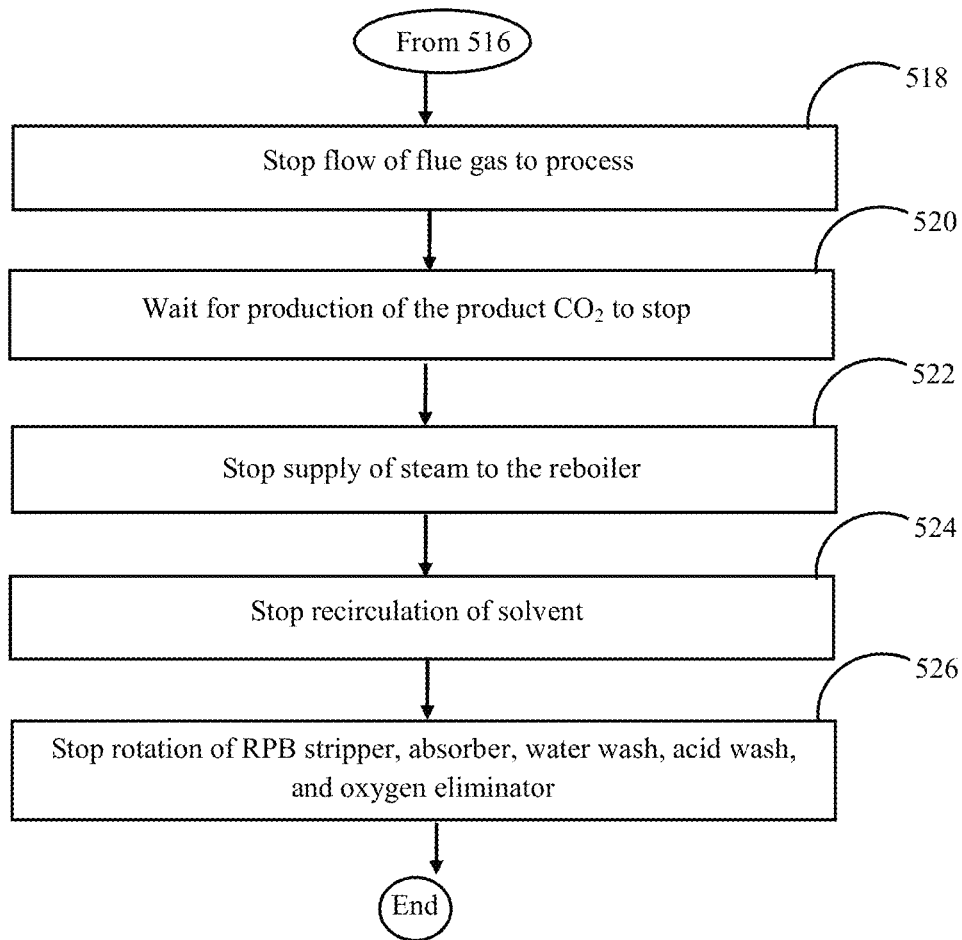 From 516
518
Stop flow of flue gas to process
520
Wait for production of the product CO₂ to stop
522
Stop supply of steam to the reboiler
524
Stop recirculation of solvent
526
Stop rotation of RPB stripper, absorber, water wash, acid wash,
and oxygen eliminator
End